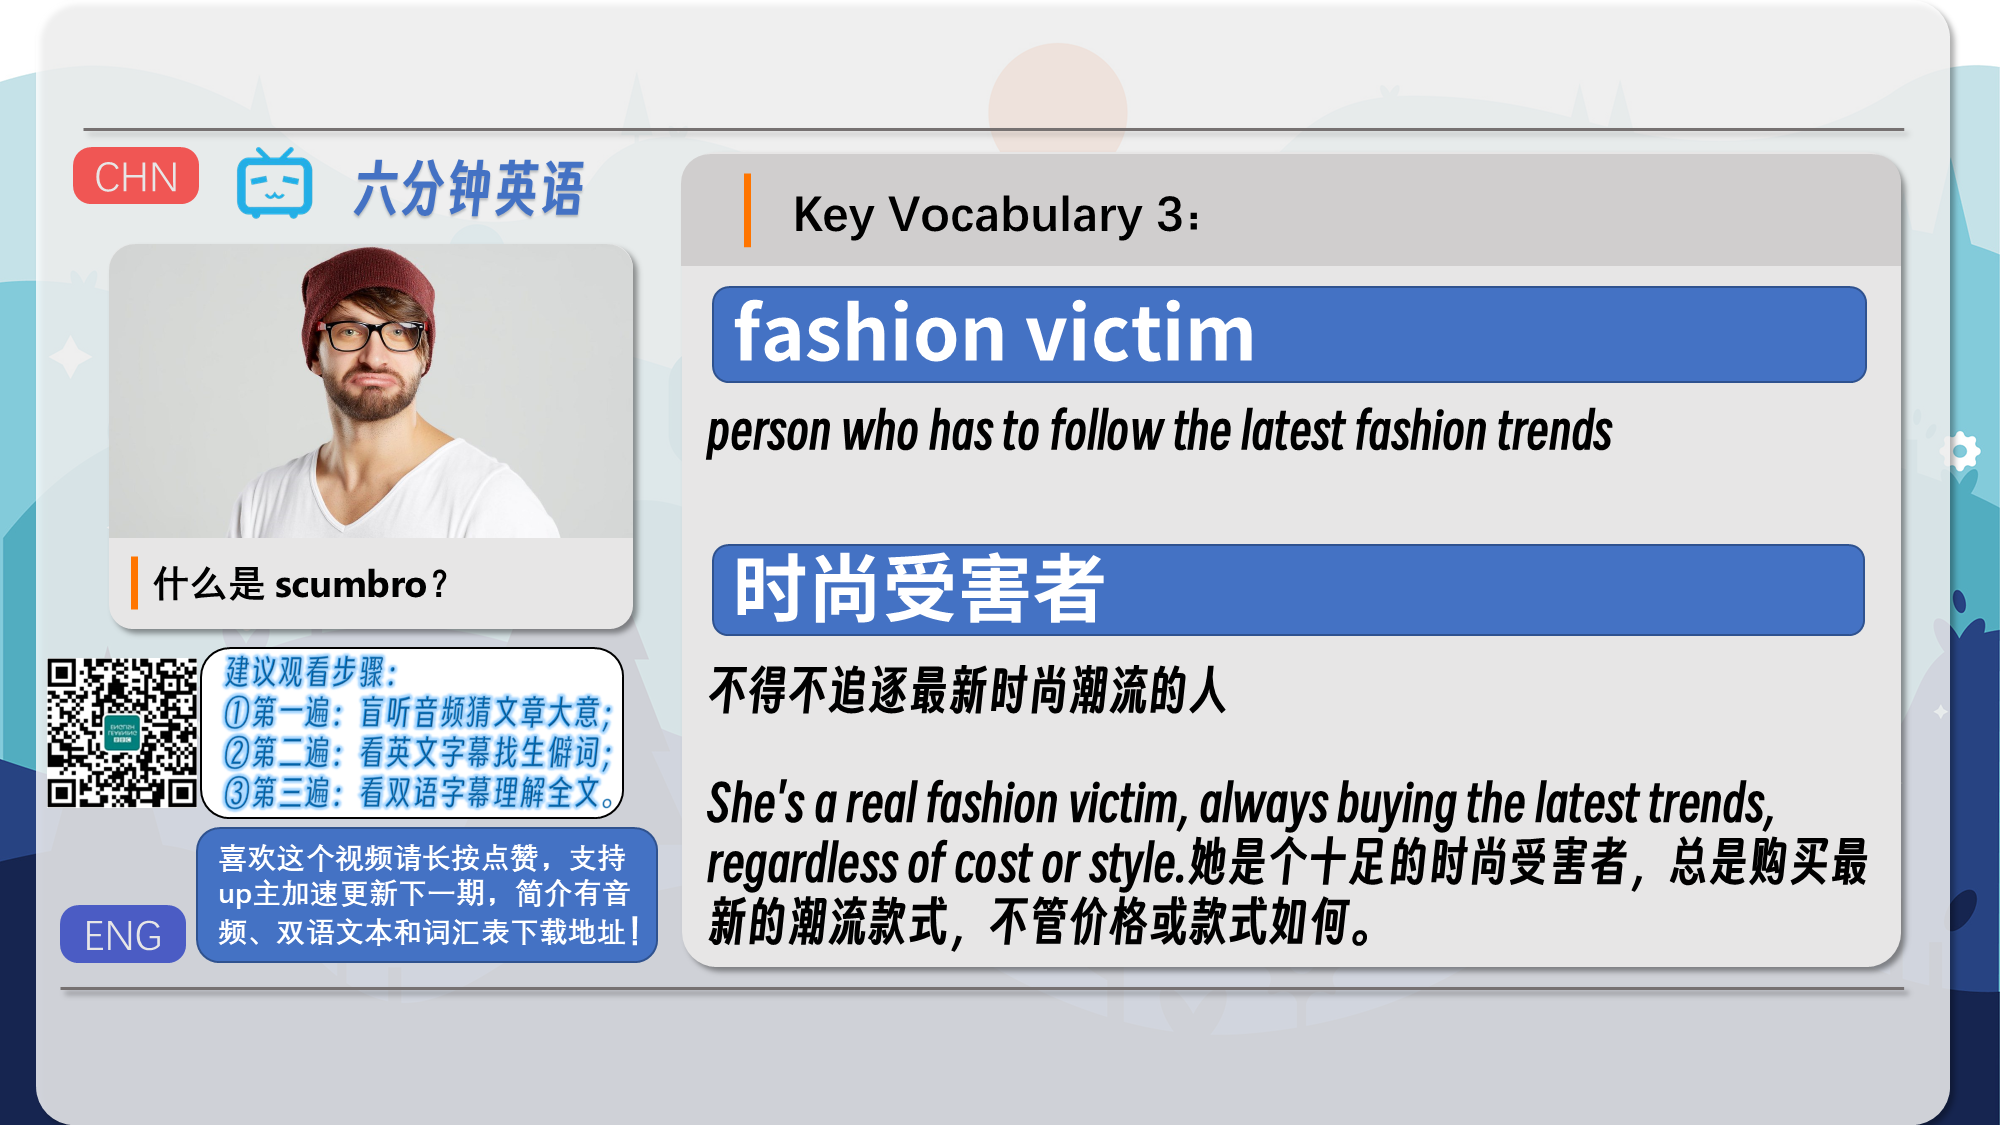 CHN
六分钟英语
什么是 scumbro？
建议观看步骤：
①第一遍：盲听音频猜文章大意；
②第二遍：看英文字幕找生僻词；
③第三遍：看双语字幕理解全文。
喜欢这个视频请长按点赞，支持
up主加速更新下一期，简介有音
频、双语文本和词汇表下载地址！
ENG
Key Vocabulary 3：
fashion victim
person who has to follow the latest fashion trends
时尚受害者
不得不追逐最新时尚潮流的人
She's a real fashion victim, always buying the latest trends,
regardless of cost or style.她是个十足的时尚受害者，总是购买最
新的潮流款式，不管价格或款式如何。